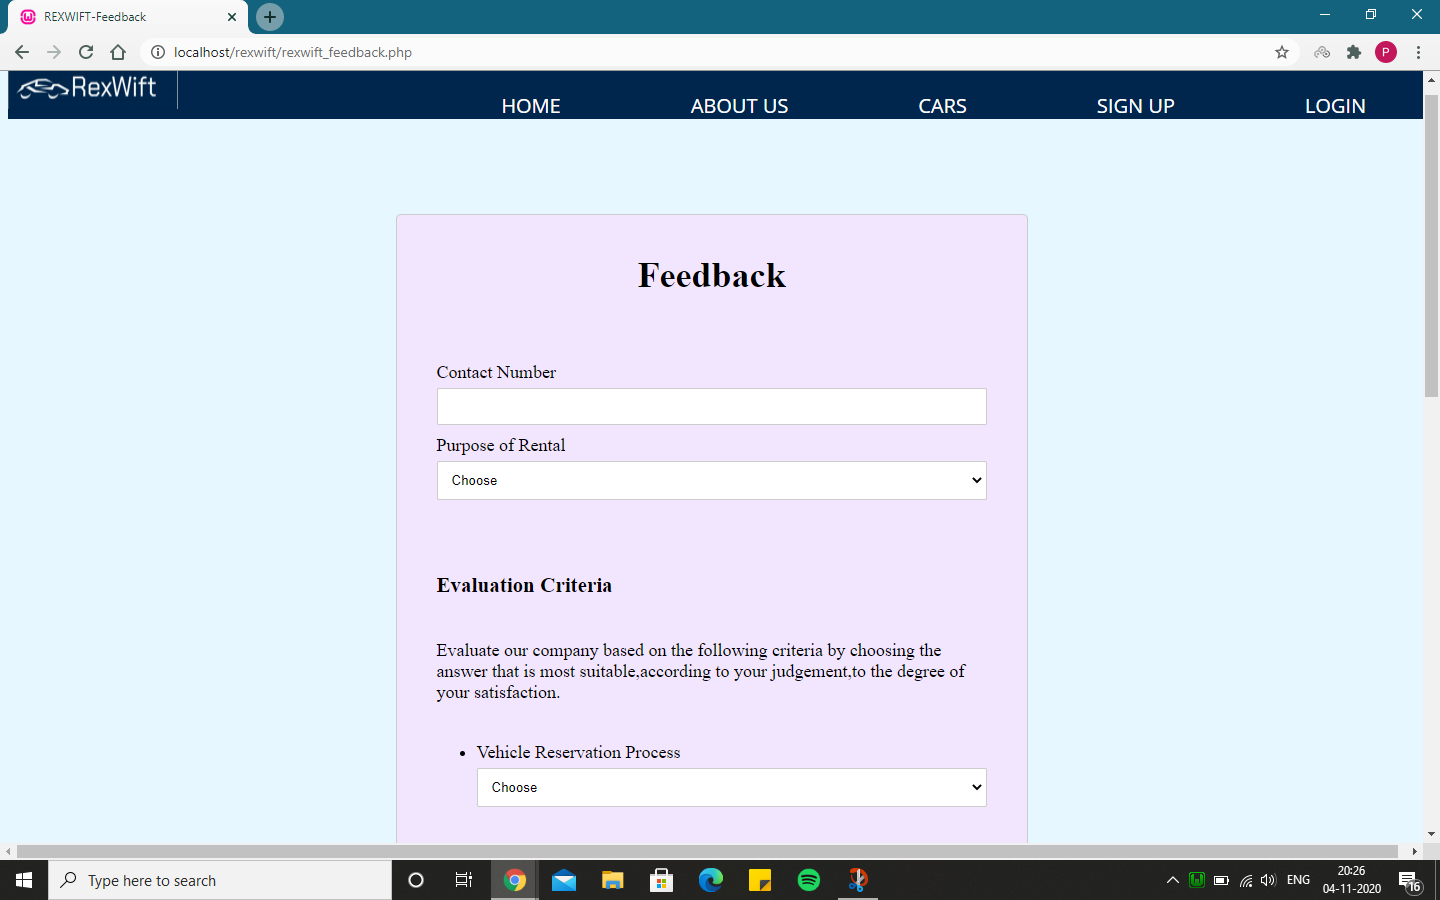 REXWIFT-Feedback
localhost/rexwift/rexwift_feedback.php
P
RexWift
HOME
ABOUT US
CARS
SIGN UP
LOGIN
Feedback
Contact Number
Purpose of Rental
Choose
Evaluation Criteria
Evaluate our company based on the following criteria by choosing the
answer that is most suitable,according to your judgement,to the degree of
your satisfaction.
Vehicle Reservation Process
Choose
Type here to search
ENG
20:26
04-11-2020
16